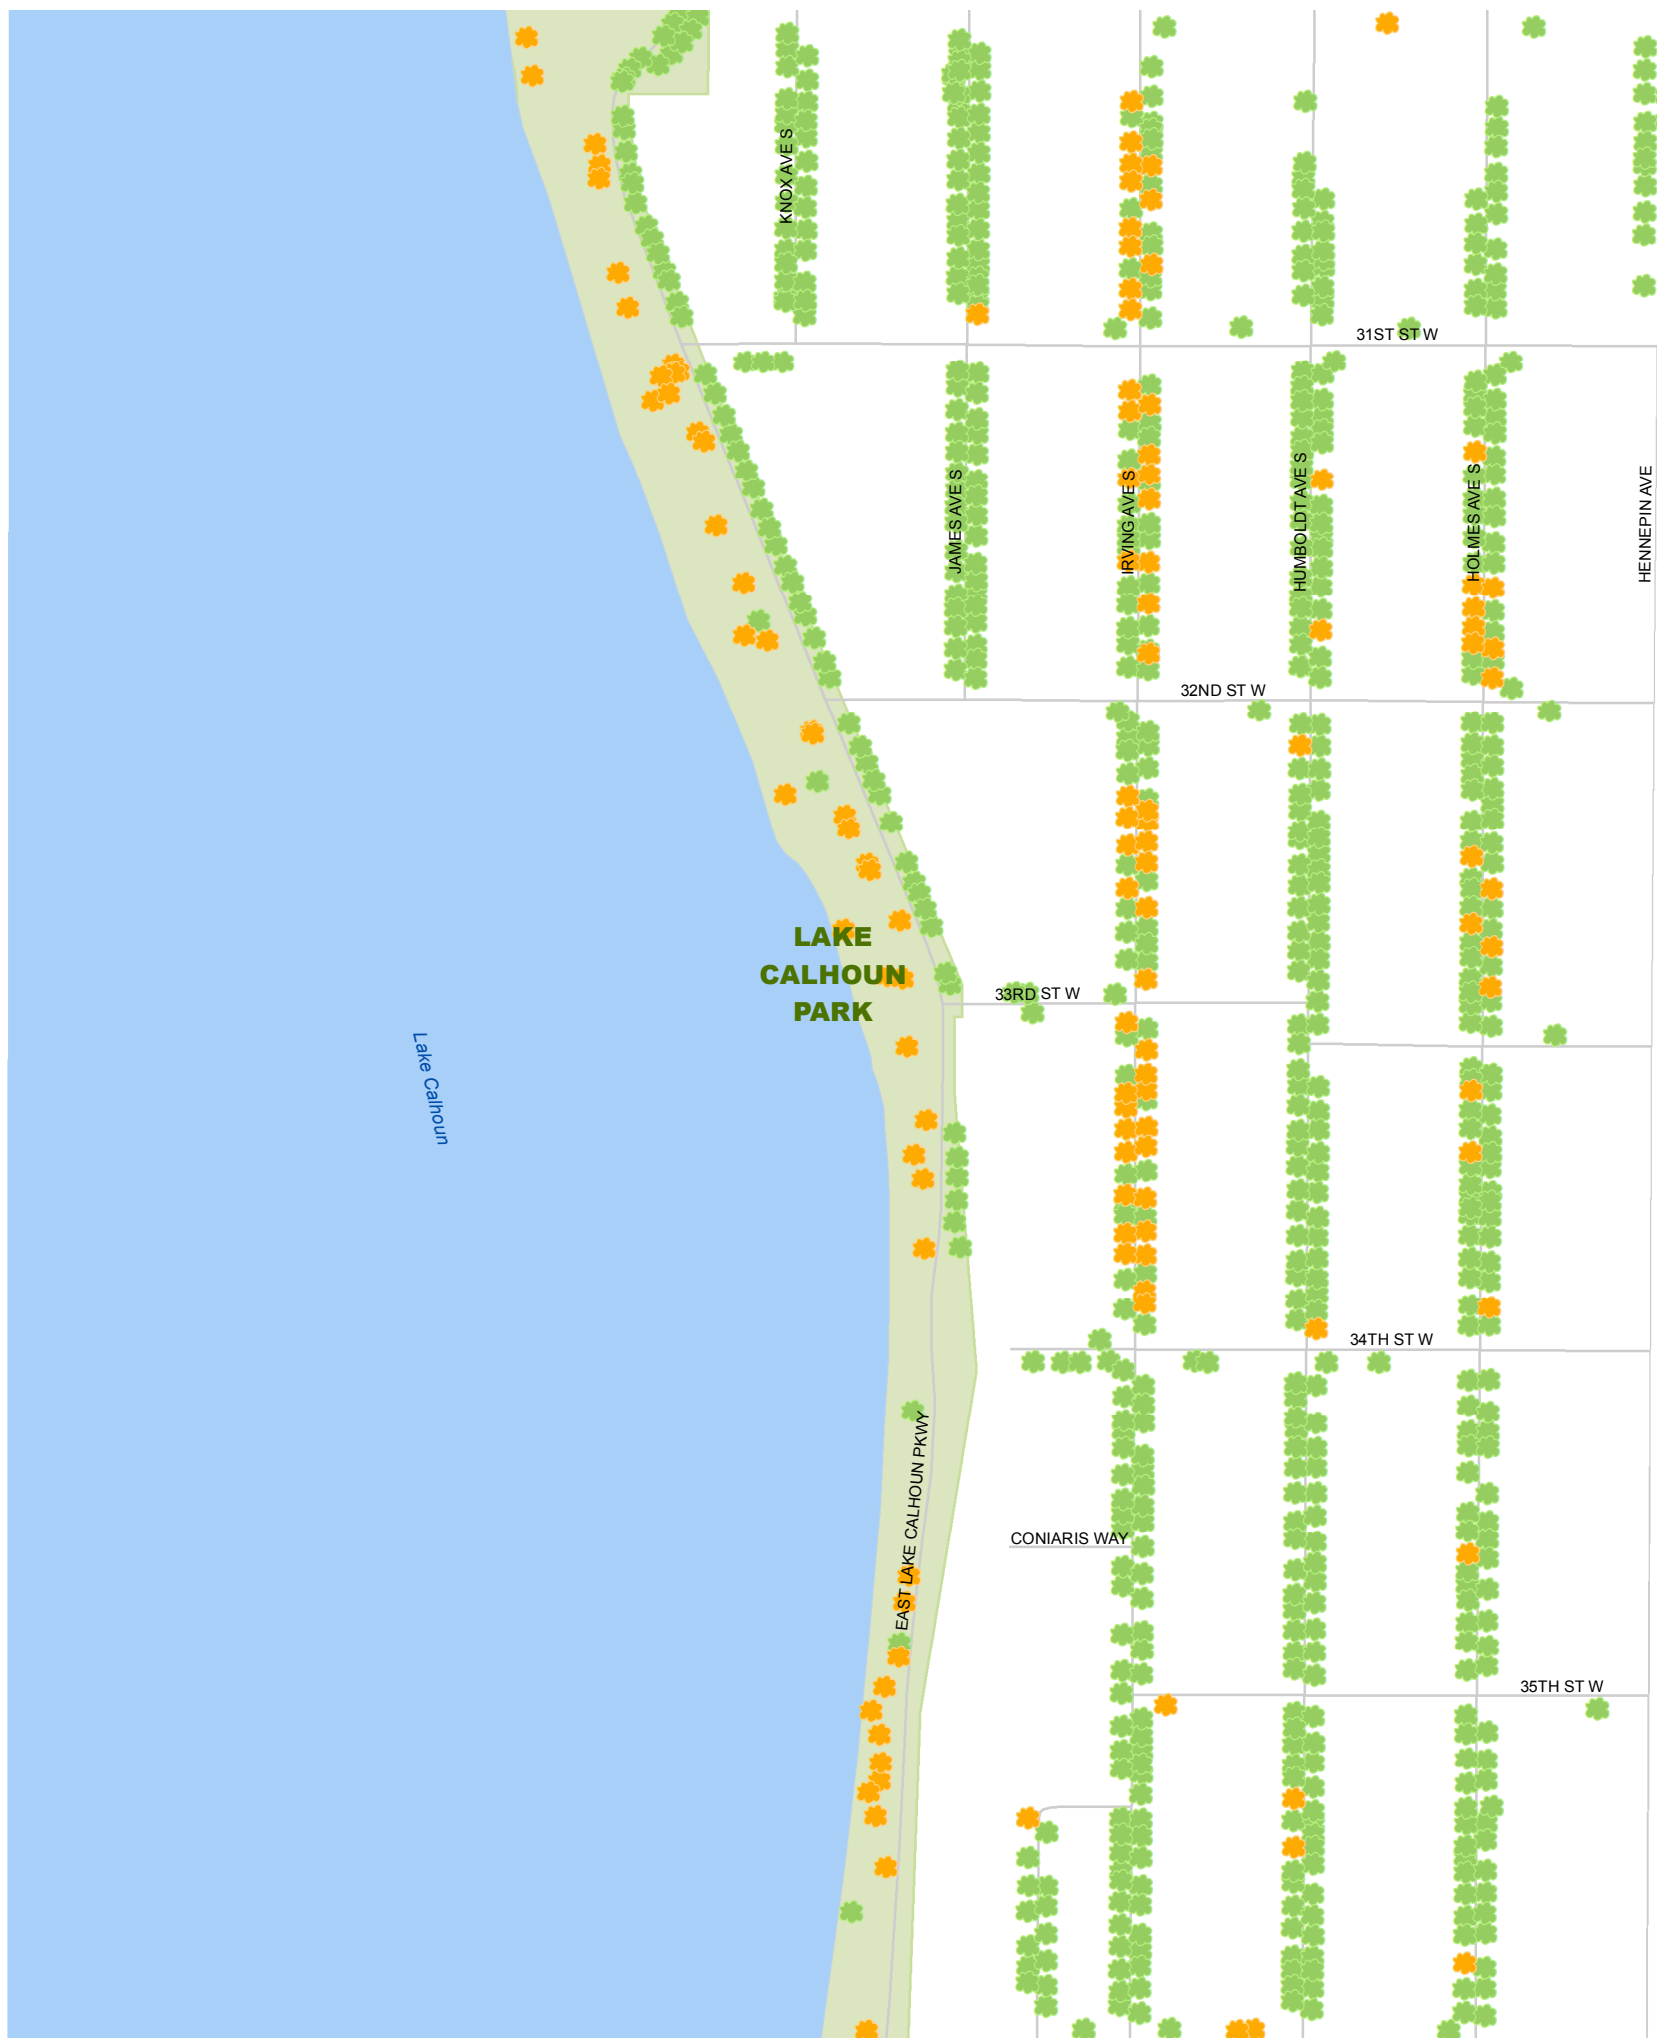 KNOX AVE S
31ST ST W
JAMES AVE S
IRVING AVE S
HUMBOLDT AVE S
HOLMES AVE S
HENNEPIN AVE
32ND ST W
LAKE
CALHOUN
PARK
33RD ST W
Lake Calhoun
34TH ST W
EAST LAKE CALHOUN PKWY
CONIARIS WAY
35TH ST W